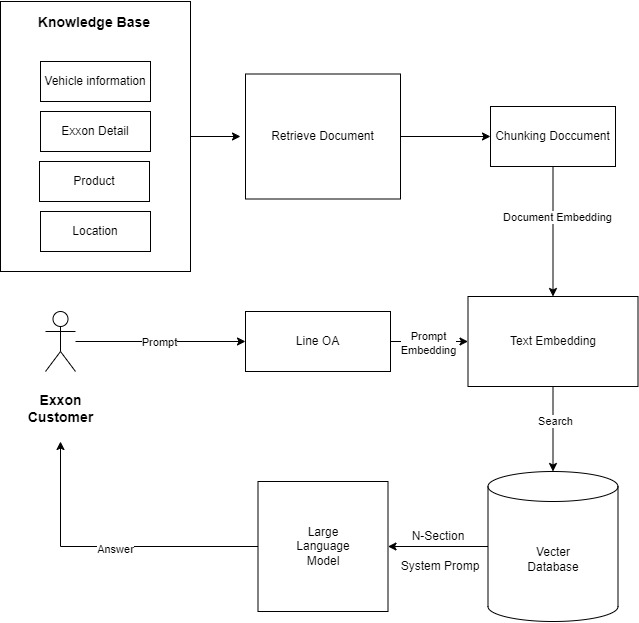 Knowledge Base
Vehicle information
Exxon Detail
Product
Location
Retrieve Document
Chunking Doccument
Document Embedding
Prompt
Line OA
Prompt
Embedding
Text Embedding
Exxon
Customer
Search
Answer
Large
Language
Model
N-Section
System Promp
Vecter
Database